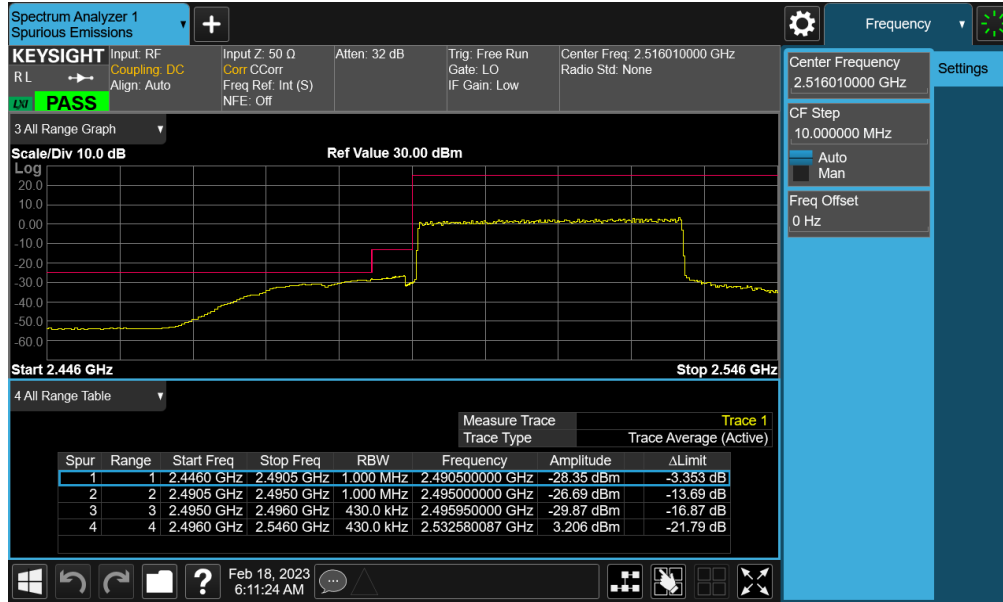 Spectrum Analyzer 1
Spurious Emissions
+
Frequency
KEYSIGHT
R L
LXI
PASS
Input: RF
Coupling: DC
Align: Auto
Input Z: 50 Ω
Corr CCorr
Freq Ref: Int (S)
NFE: Off
Atten: 32 dB
Trig: Free Run
Gate: LO
IF Gain: Low
Center Freq: 2.516010000 GHz
Radio Std: None
Center Frequency
2.516010000 GHz
Settings
CF Step
10.000000 MHz
Auto
Man
Freq Offset
0 Hz
3 All Range Graph
Scale/Div 10.0 dB
Ref Value 30.00 dBm
Log
20.0
10.0
0.00
-10.0
-20.0
-30.0
-40.0
-50.0
-60.0
Start 2.446 GHz
Stop 2.546 GHz
4 All Range Table
Measure Trace Trace 1
Trace Type Trace Average (Active)
Spur Range Start Freq Stop Freq RBW Frequency Amplitude ΔLimit
1 1 2.4460 GHz 2.4905 GHz 1.000 MHz 2.490500000 GHz -28.35 dBm -3.353 dB
2 2 2.4905 GHz 2.4950 GHz 1.000 MHz 2.495000000 GHz -26.69 dBm -13.69 dB
3 3 2.4950 GHz 2.4960 GHz 430.0 kHz 2.495950000 GHz -29.87 dBm -16.87 dB
4 4 2.4960 GHz 2.5460 GHz 430.0 kHz 2.532580087 GHz 3.206 dBm -21.79 dB
?
Feb 18, 2023
6:11:24 AM